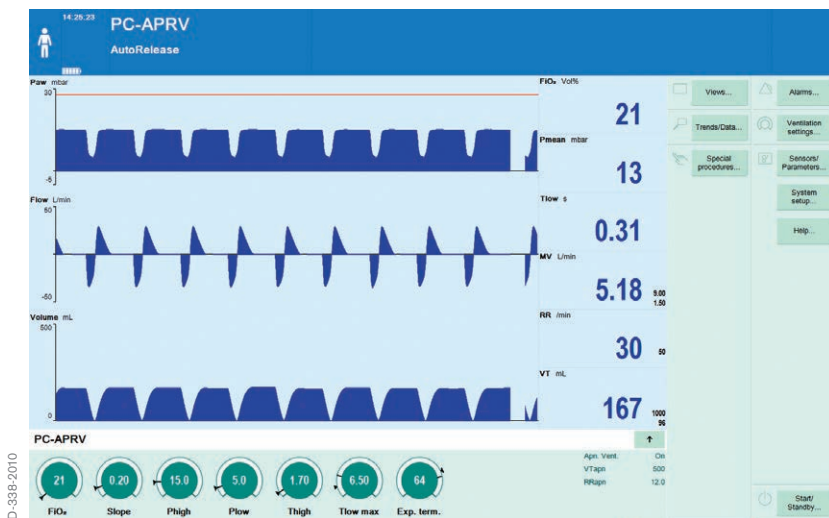 14:28:23
PC-APRV
AutoRelease
Paw mbar
30
-5
Flow L/min
50
-50
Volume mL
500
0
FiO₂ Vol%
21
Pmean mbar
13
Tlow s
0.31
MV L/min
5.18
9.00
1.50
RR /min
30
50
VT mL
167
1000
96
Views...
Trends/Data...
Special procedures...
Alarms...
Ventilation settings...
Sensors/ Parameters...
System setup...
Help...
PC-APRV
21
FiO₂
0.20
Slope
15.0
Phigh
5.0
Plow
1.70
Thigh
6.50
Tlow max
64
Exp. term.
Apn. Vent. On
VTapn 500
RRapn 12.0
Start/ Standby...
D-338-2010